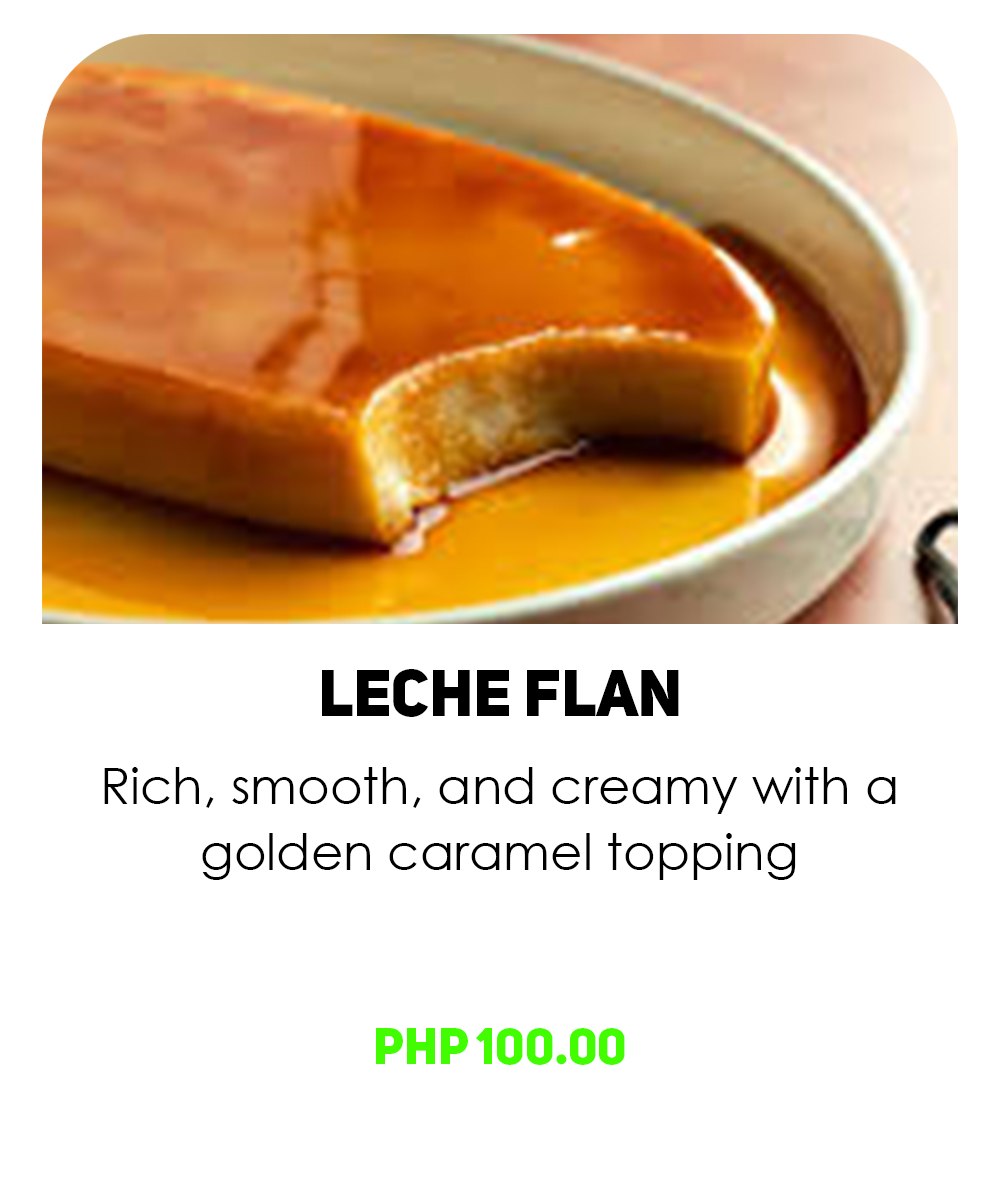 LECHE FLAN
Rich, smooth, and creamy with a
golden caramel topping
PHP 100.00